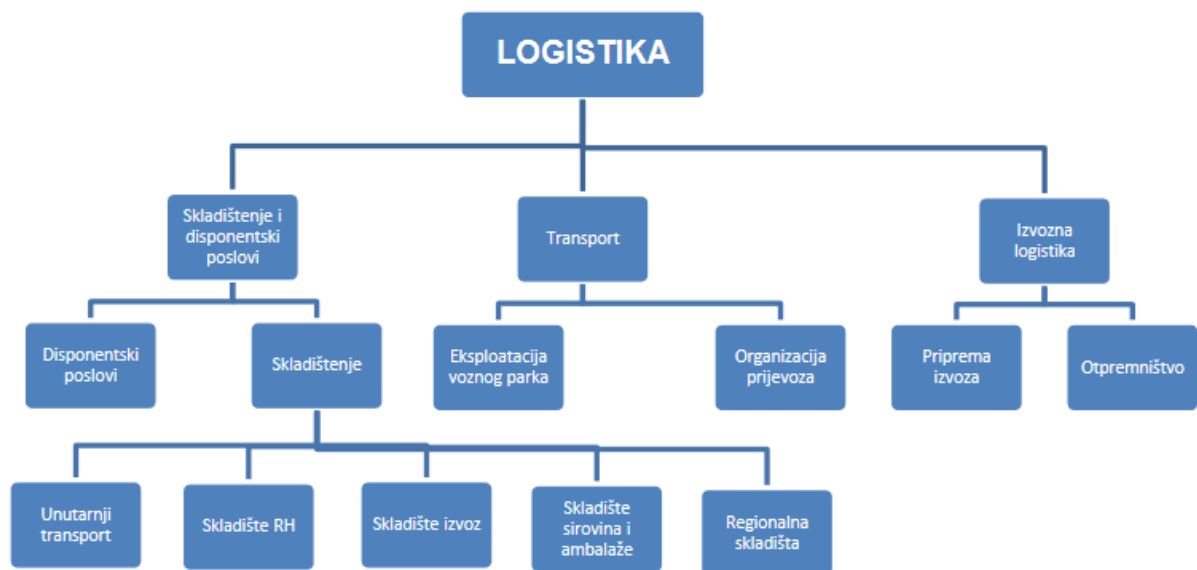 LOGISTIKA
Skladištenje i
disponentski
poslovi
Transport
Izvozna
logistika
Disponentski
poslovi
Skladištenje
Eksploatacija
voznog parka
Organizacija
prijevoza
Priprema
izvoza
Otpremništvo
Unutarnji
transport
Skladište RH
Skladište izvoz
Skladište
sirovina i
ambalaže
Regionalna
skladišta